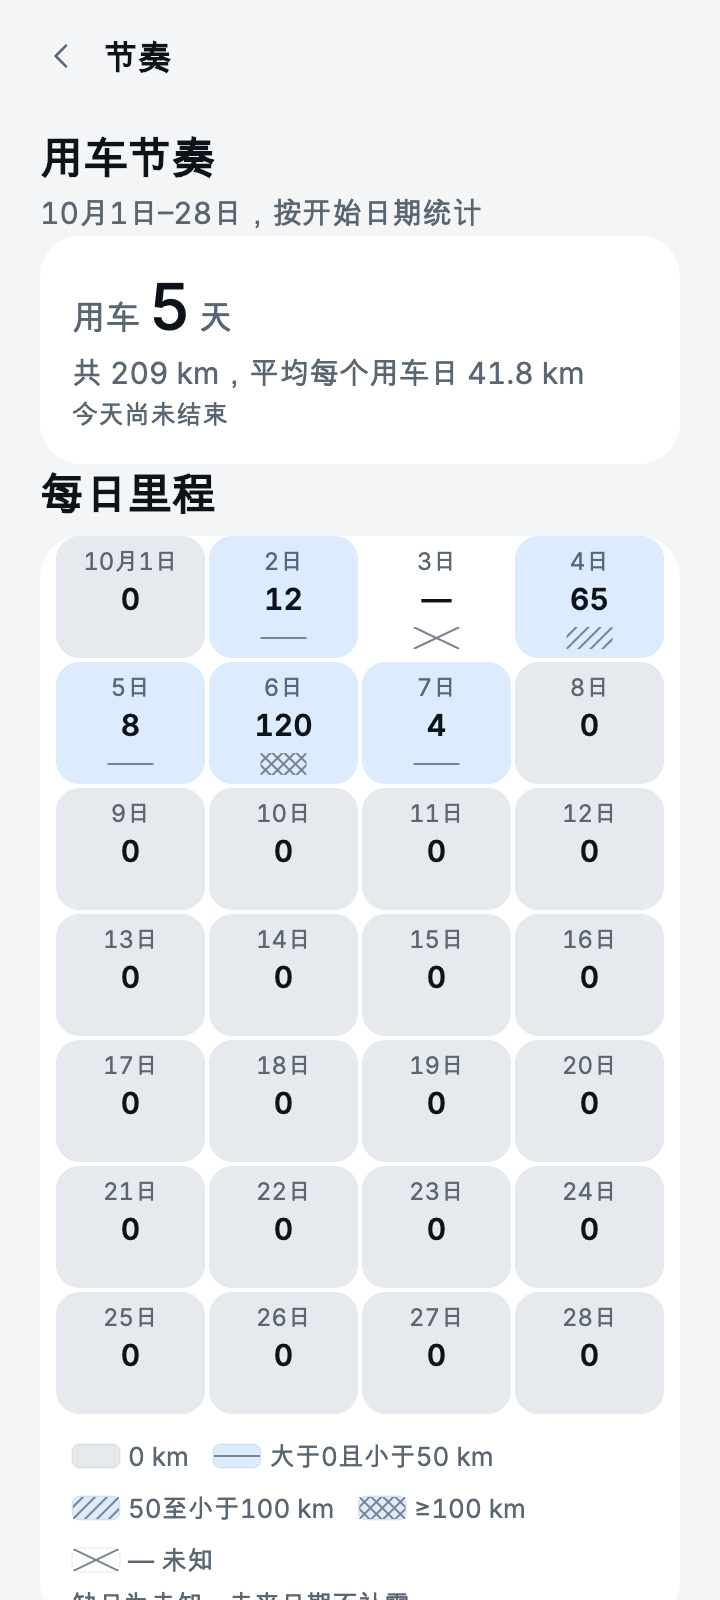 节奏
用车节奏
10月1日–28日，按开始日期统计
用车 5 天
共 209 km，平均每个用车日 41.8 km
今天尚未结束
每日里程
10月1日 2日 3日 4日
0 12 — 65
5日 6日 7日 8日
8 120 4 0
9日 10日 11日 12日
0 0 0 0
13日 14日 15日 16日
0 0 0 0
17日 18日 19日 20日
0 0 0 0
21日 22日 23日 24日
0 0 0 0
25日 26日 27日 28日
0 0 0 0
0 km 大于0且小于50 km
50至小于100 km ≥100 km
— 未知